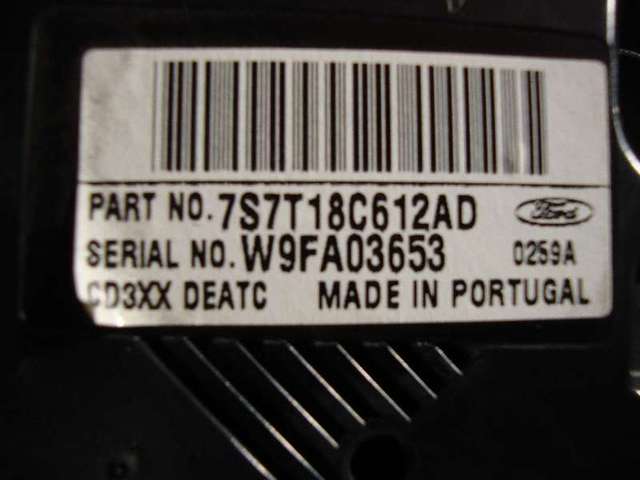 PART NO. 7S7T18C612AD Ford
SERIAL NO. W9FA03653 0259A
CD3XX DEATC MADE IN PORTUGAL